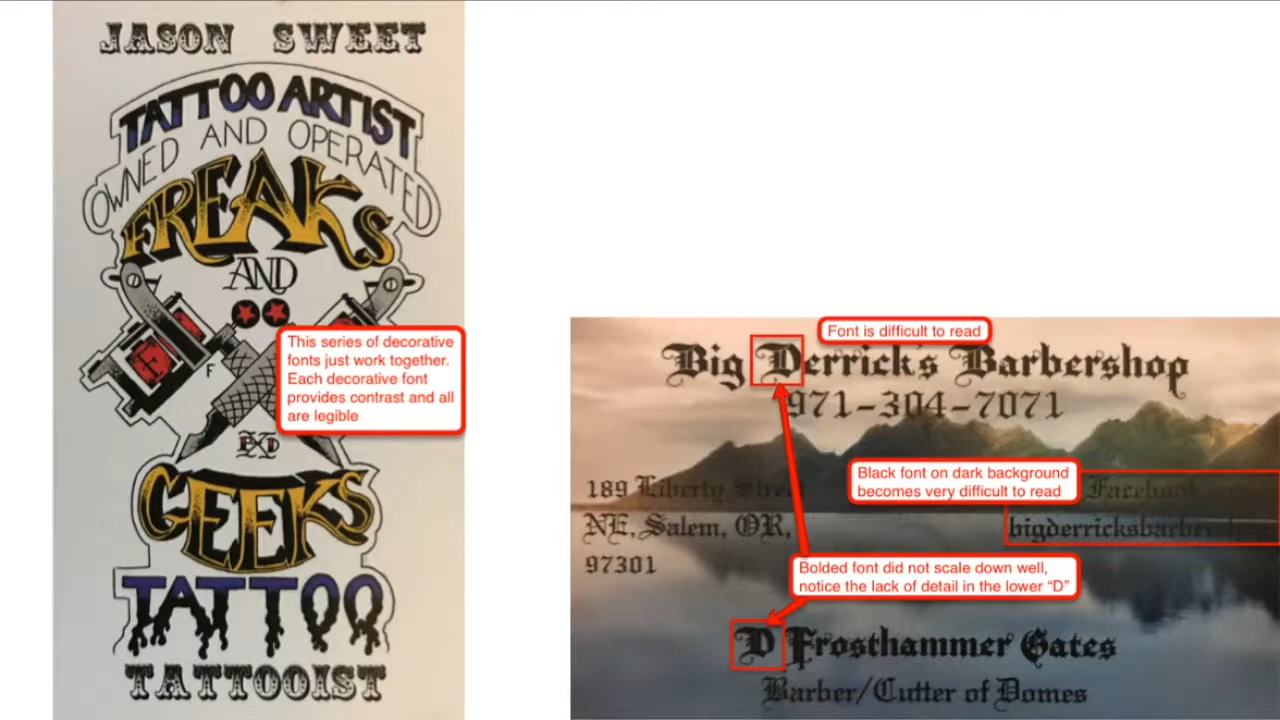 JASON SWEET
TATTOO ARTIST
OWNED AND OPERATED
FREAKS
AND
F
This series of decorative
fonts just work together.
Each decorative font
provides contrast and all
are legible
GEEKS
TATTOO
TATTOOIST
Font is difficult to read
Big Derrick's Barbershop
971-304-7071
Black font on dark background
becomes very difficult to read
189 Liberty, Street
Facebook
NE, Salem, OR,
97301
Bolded font did not scale down well,
notice the lack of detail in the lower “D”
D Frosthammer Gates
Barber/Cutter of Domes